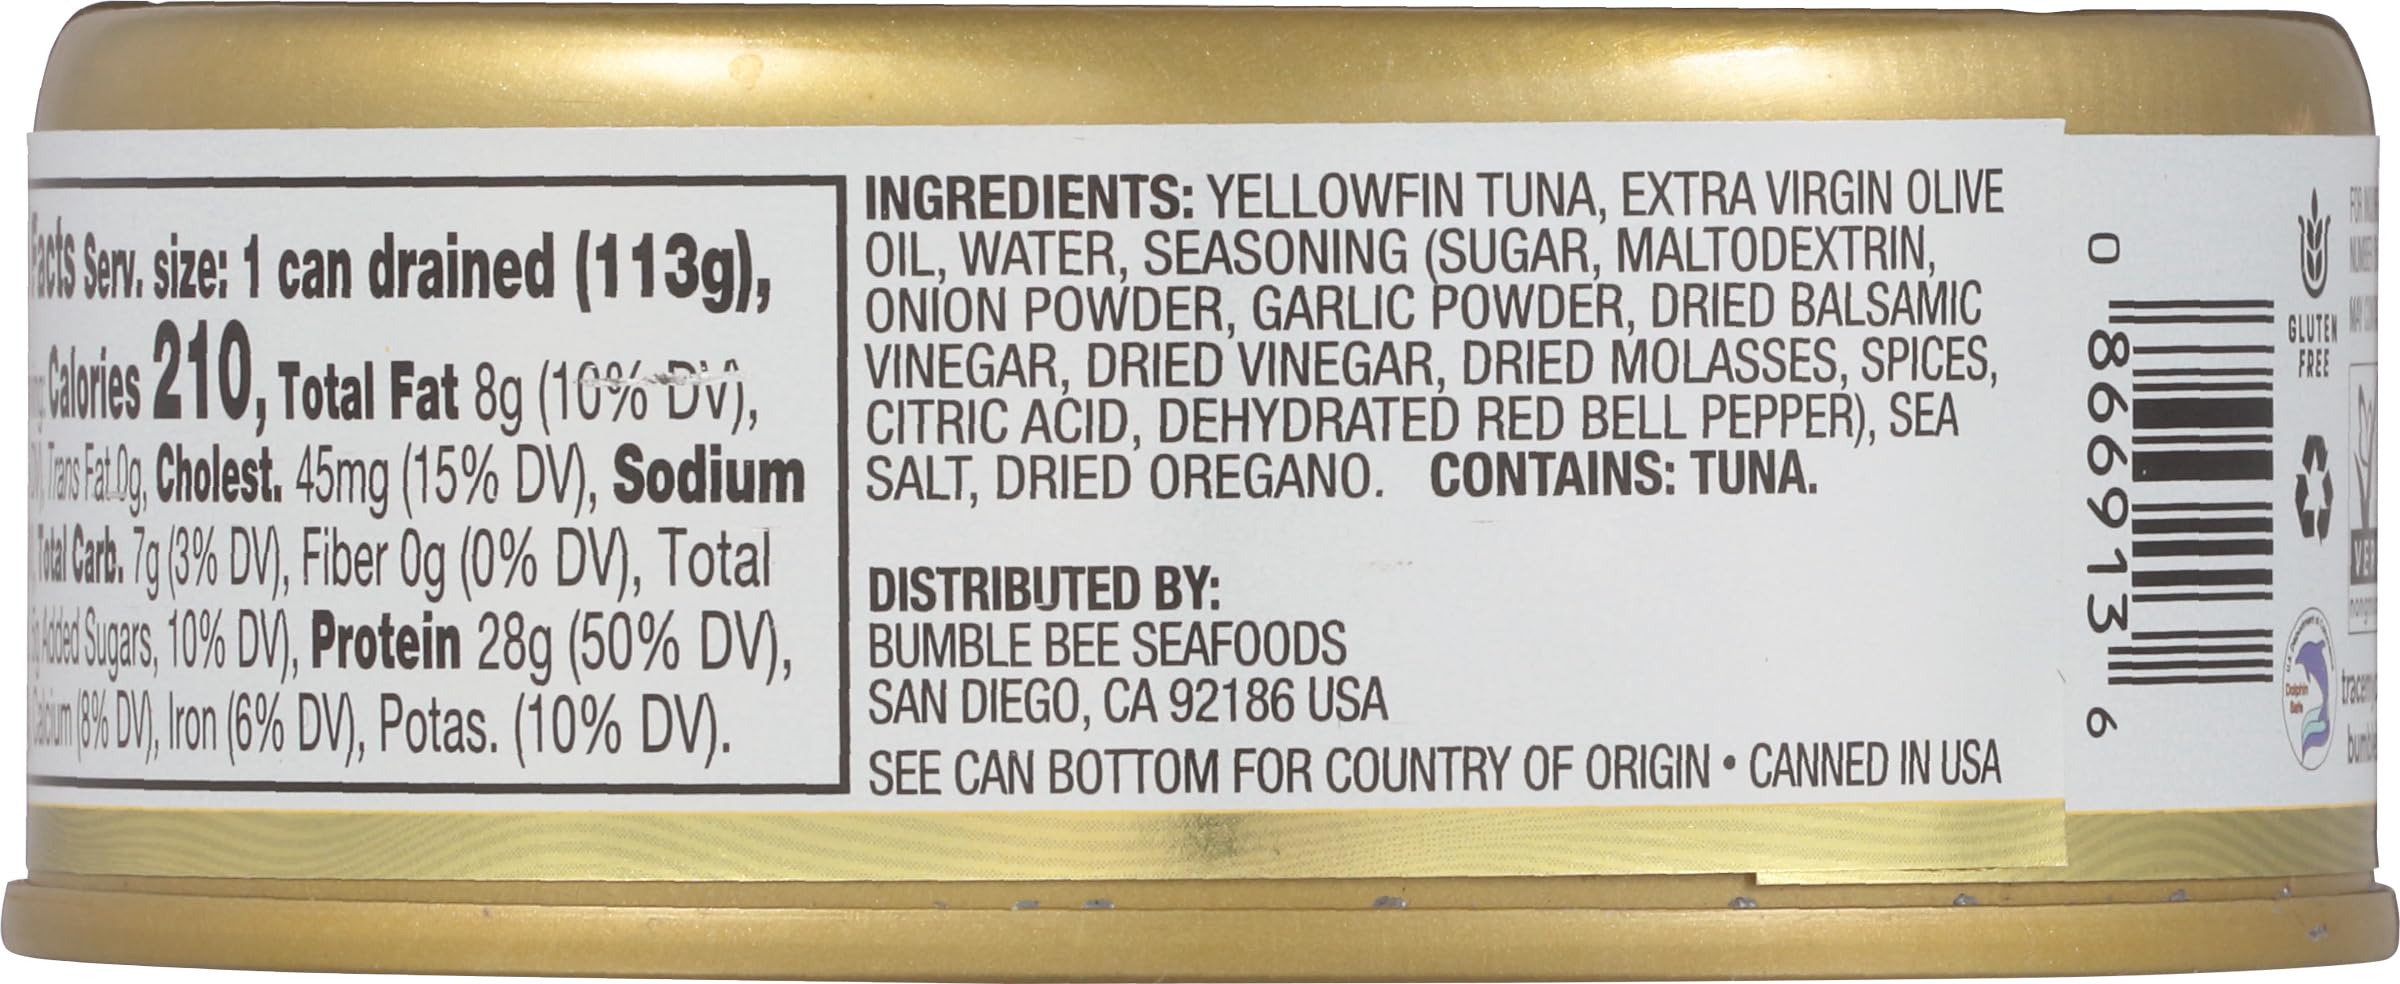 Facts Serv. size: 1 can drained (113g),
Calories 210, Total Fat 8g (10% DV),
Trans Fat 0g, Cholest. 45mg (15% DV), Sodium
Total Carb. 7g (3% DV), Fiber 0g (0% DV), Total
Added Sugars, 10% DV), Protein 28g (50% DV),
Calcium (8% DV), Iron (6% DV), Potas. (10% DV).
INGREDIENTS: YELLOWFIN TUNA, EXTRA VIRGIN OLIVE
OIL, WATER, SEASONING (SUGAR, MALTODEXTRIN,
ONION POWDER, GARLIC POWDER, DRIED BALSAMIC
VINEGAR, DRIED VINEGAR, DRIED MOLASSES, SPICES,
CITRIC ACID, DEHYDRATED RED BELL PEPPER), SEA
SALT, DRIED OREGANO. CONTAINS: TUNA.
DISTRIBUTED BY:
BUMBLE BEE SEAFOODS
SAN DIEGO, CA 92186 USA
SEE CAN BOTTOM FOR COUNTRY OF ORIGIN • CANNED IN USA
0 86691 3 6
GLUTEN
FREE
Dolphin
Safe